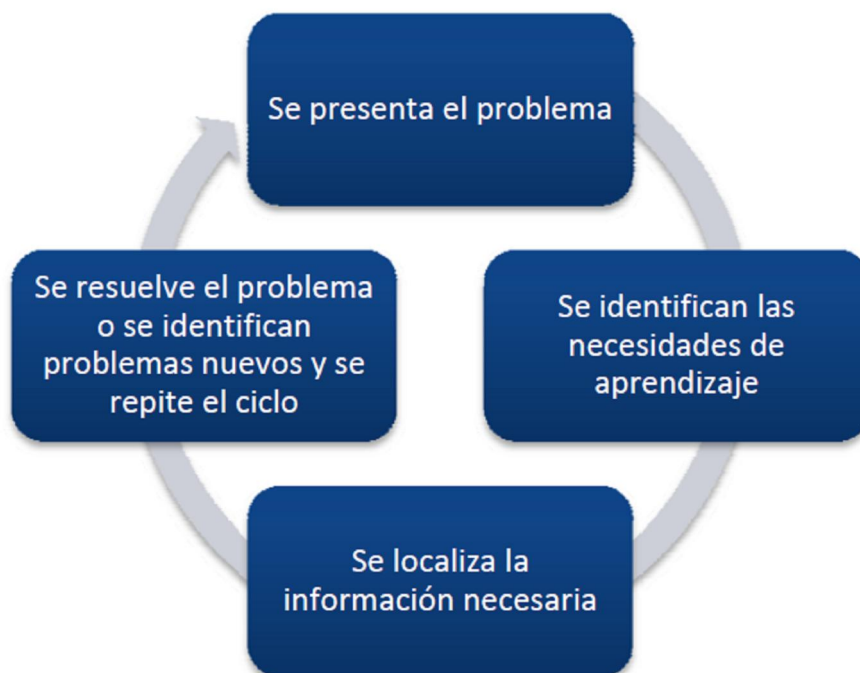 Se presenta el problema
Se identifican las
necesidades de
aprendizaje
Se localiza la
información necesaria
Se resuelve el problema
o se identifican
problemas nuevos y se
repite el ciclo